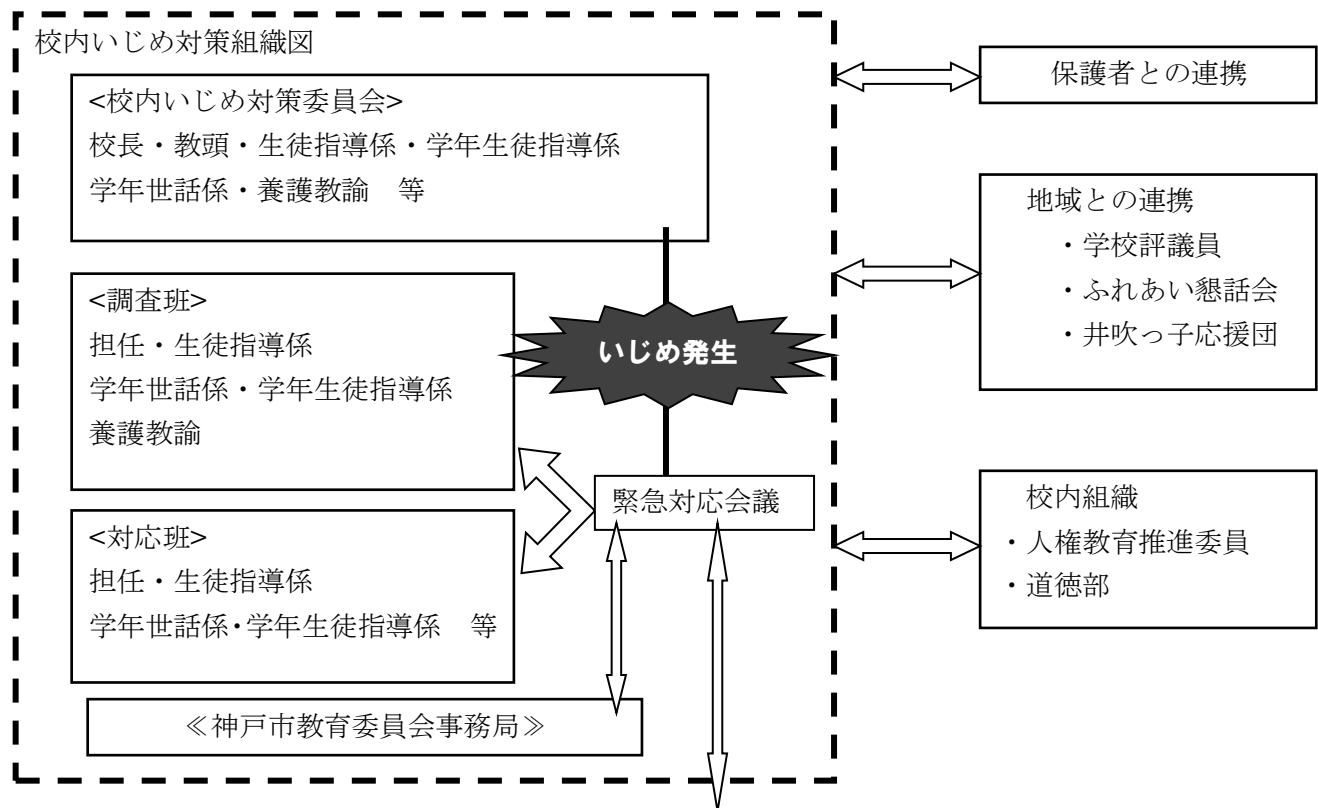 校内いじめ対策組織図
<校内いじめ対策委員会>
校長・教頭・生徒指導係・学年生徒指導係
学年世話係・養護教諭　等
<調査班>
担任・生徒指導係
学年世話係・学年生徒指導係
養護教諭
いじめ発生
緊急対応会議
<対応班>
担任・生徒指導係
学年世話係・学年生徒指導係　等
≪神戸市教育委員会事務局≫
保護者との連携
地域との連携
・学校評議員
・ふれあい懇話会
・井吹っ子応援団
校内組織
・人権教育推進委員
・道徳部